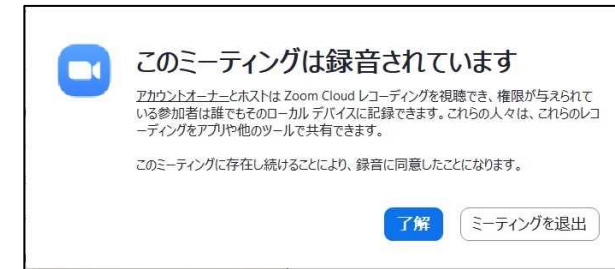 このミーティングは録音されています
アカウントオーナーとホストは Zoom Cloud レコーディングを視聴でき、権限が与えられて
いる参加者は誰でもそのローカル デバイスに記録できます。これらの人々は、これらのレコ
ーディングをアプリや他のツールで共有できます。
このミーティングに存在し続けることにより、録音に同意したことになります。
了解 ミーティングを退出